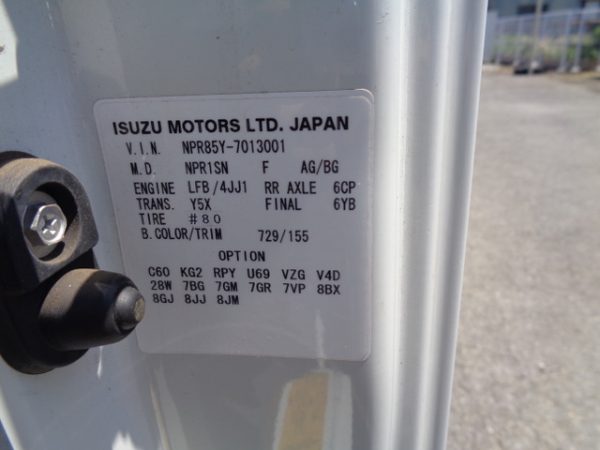 ISUZU MOTORS LTD. JAPAN
V.I.N. NPR85Y-7013001
M.D. NPR1SN F AG/BG
ENGINE LFB/4JJ1 RR AXLE 6CP
TRANS. Y5X FINAL 6YB
TIRE #80
B.COLOR/TRIM 729/155
OPTION
C60 KG2 RPY U69 VZG V4D
28W 7BG 7GM 7GR 7VP 8BX
8GJ 8JJ 8JM